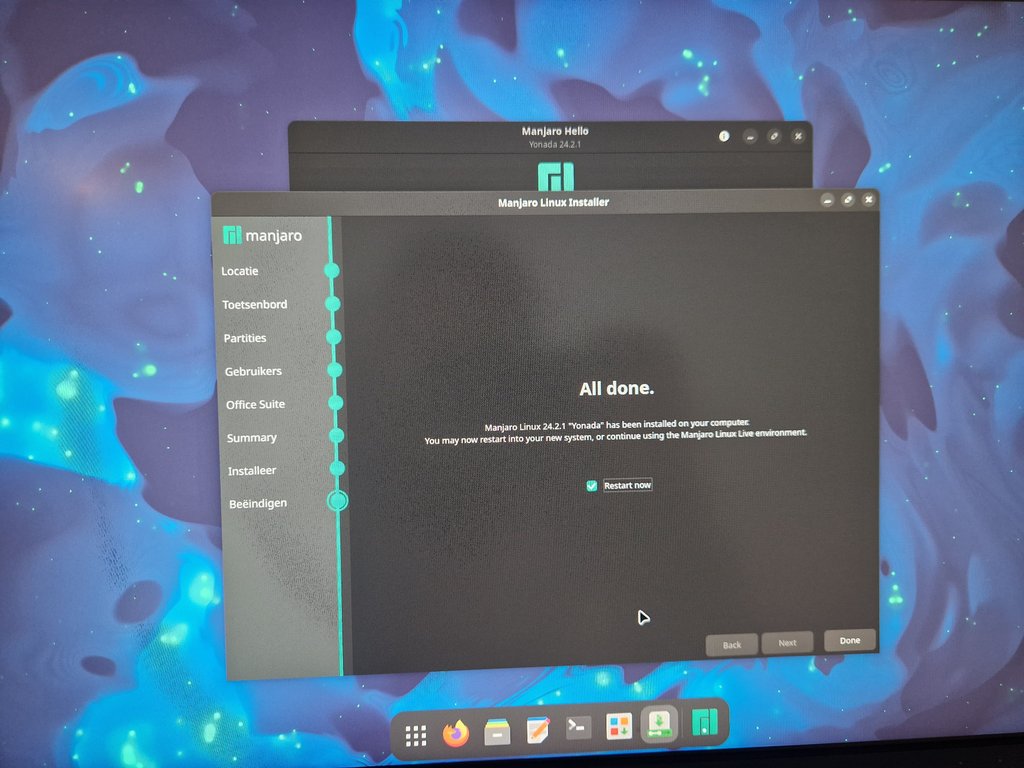 Manjaro Hello
Yonada 24.2.1
Manjaro Linux Installer
manjaro
Locatie
Toetsenbord
Partities
Gebruikers
Office Suite
Summary
Installeer
Beëindigen
All done.
Manjaro Linux 24.2.1 "Yonada" has been installed on your computer.
You may now restart into your new system, or continue using the Manjaro Linux Live environment.
Restart now
Back
Next
Done